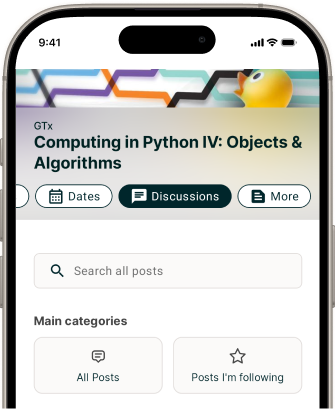 9:41
GTx
Computing in Python IV: Objects &
Algorithms
Dates
Discussions
More
Search all posts
Main categories
All Posts
Posts I'm following